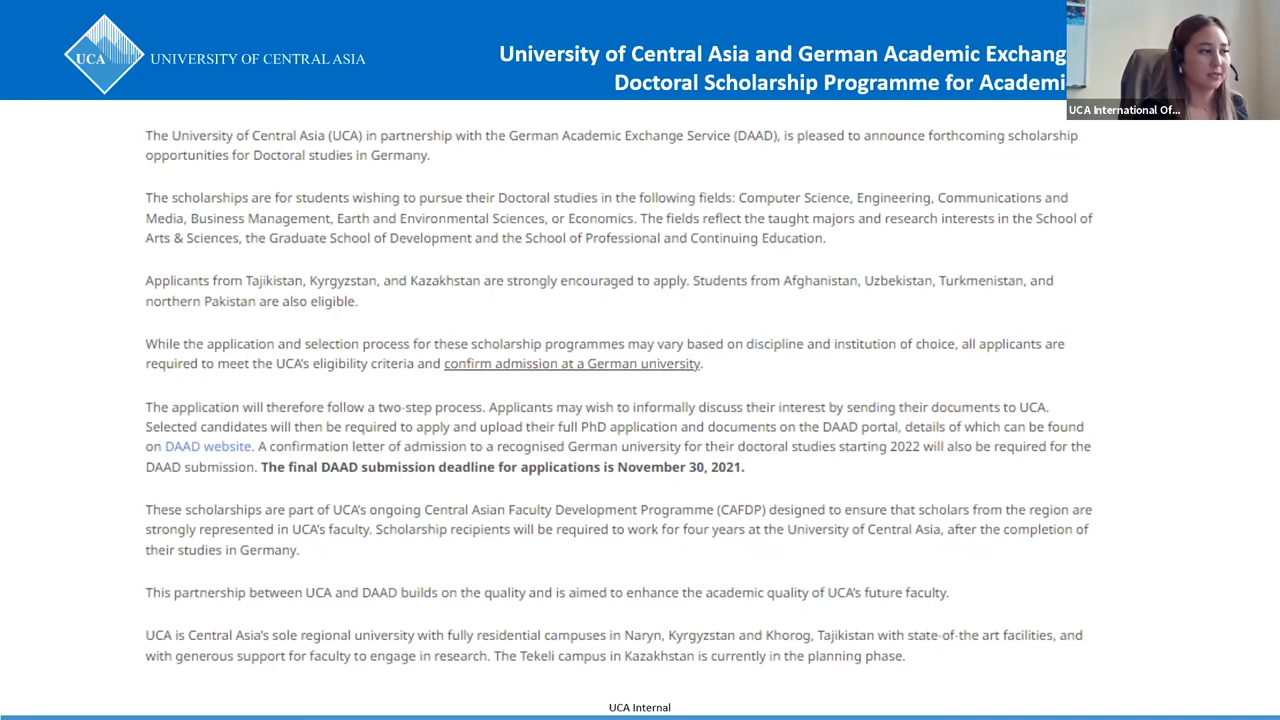 UCA UNIVERSITY OF CENTRAL ASIA
University of Central Asia and German Academic Exchang
Doctoral Scholarship Programme for Academi
UCA International Of...
The University of Central Asia (UCA) in partnership with the German Academic Exchange Service (DAAD), is pleased to announce forthcoming scholarship
opportunities for Doctoral studies in Germany.
The scholarships are for students wishing to pursue their Doctoral studies in the following fields: Computer Science, Engineering, Communications and
Media, Business Management, Earth and Environmental Sciences, or Economics. The fields reflect the taught majors and research interests in the School of
Arts & Sciences, the Graduate School of Development and the School of Professional and Continuing Education.
Applicants from Tajikistan, Kyrgyzstan, and Kazakhstan are strongly encouraged to apply. Students from Afghanistan, Uzbekistan, Turkmenistan, and
northern Pakistan are also eligible.
While the application and selection process for these scholarship programmes may vary based on discipline and institution of choice, all applicants are
required to meet the UCA's eligibility criteria and confirm admission at a German university.
The application will therefore follow a two-step process. Applicants may wish to informally discuss their interest by sending their documents to UCA.
Selected candidates will then be required to apply and upload their full PhD application and documents on the DAAD portal, details of which can be found
on DAAD website. A confirmation letter of admission to a recognised German university for their doctoral studies starting 2022 will also be required for the
DAAD submission. The final DAAD submission deadline for applications is November 30, 2021.
These scholarships are part of UCA's ongoing Central Asian Faculty Development Programme (CAFDP) designed to ensure that scholars from the region are
strongly represented in UCA's faculty. Scholarship recipients will be required to work for four years at the University of Central Asia, after the completion of
their studies in Germany.
This partnership between UCA and DAAD builds on the quality and is aimed to enhance the academic quality of UCA's future faculty.
UCA is Central Asia's sole regional university with fully residential campuses in Naryn, Kyrgyzstan and Khorog, Tajikistan with state-of-the art facilities, and
with generous support for faculty to engage in research. The Tekeli campus in Kazakhstan is currently in the planning phase.
UCA Internal